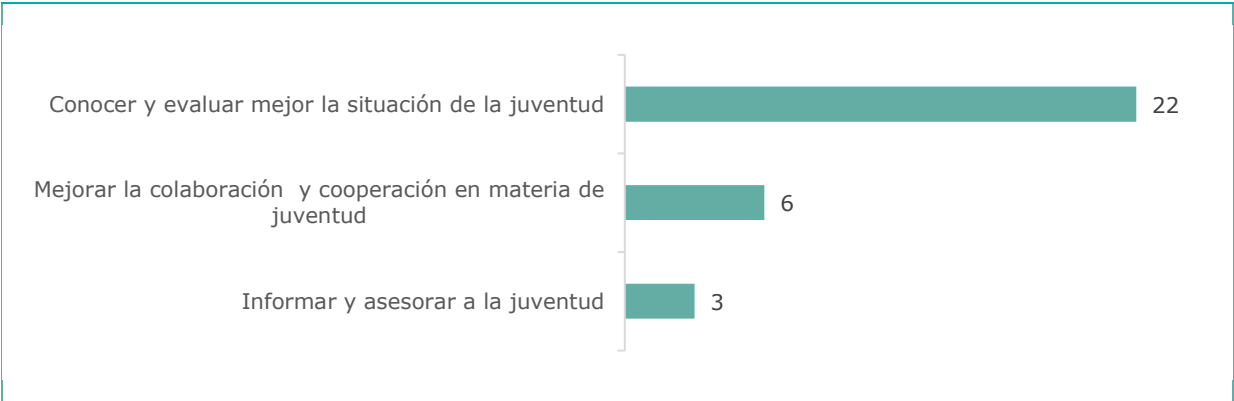 Conocer y evaluar mejor la situación de la juventud
22
Mejorar la colaboración  y cooperación en materia de
juventud
6
Informar y asesorar a la juventud
3